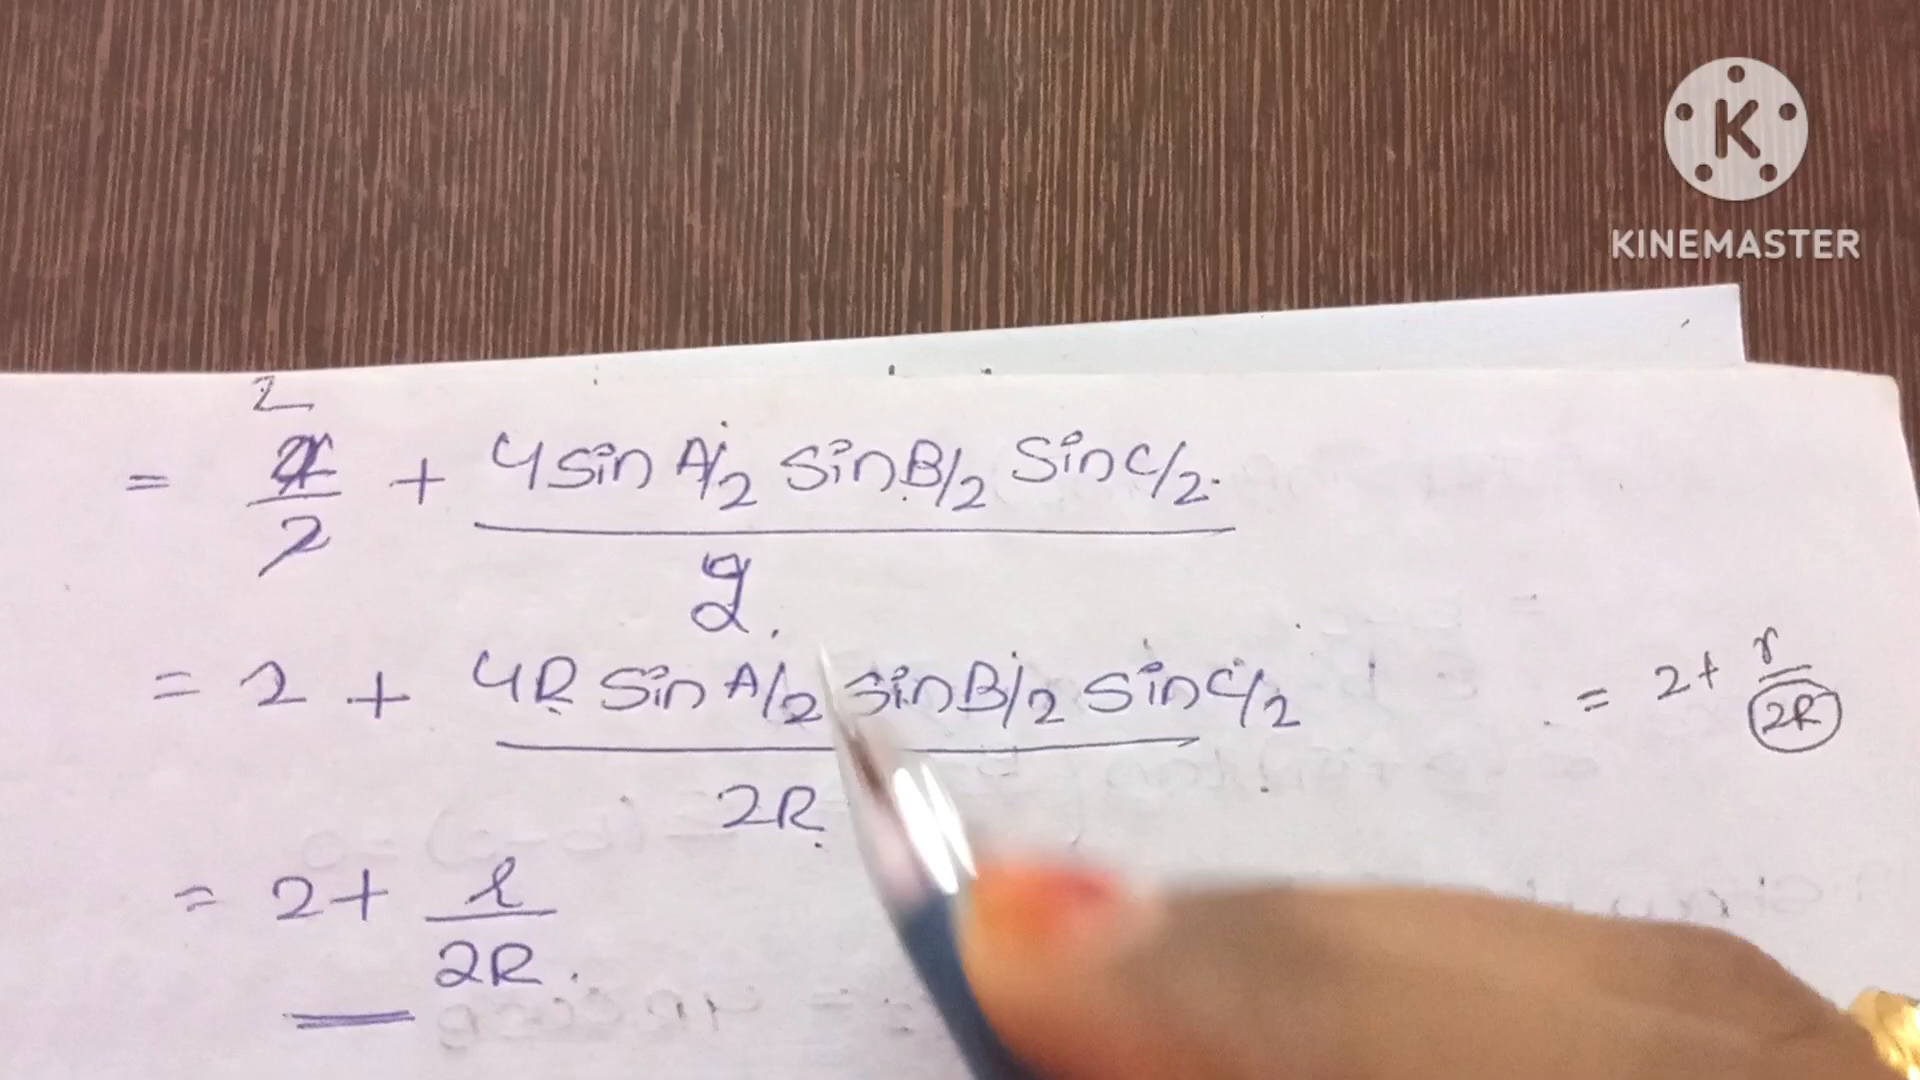 K
KINEMASTER
2
= 4/2 + 4 sin A/2 sin B/2 sin C/2
2
= 2 + 4R sin A/2 sin B/2 sin C/2 = 2 + r/2R
2R
= 2 + r/2R.